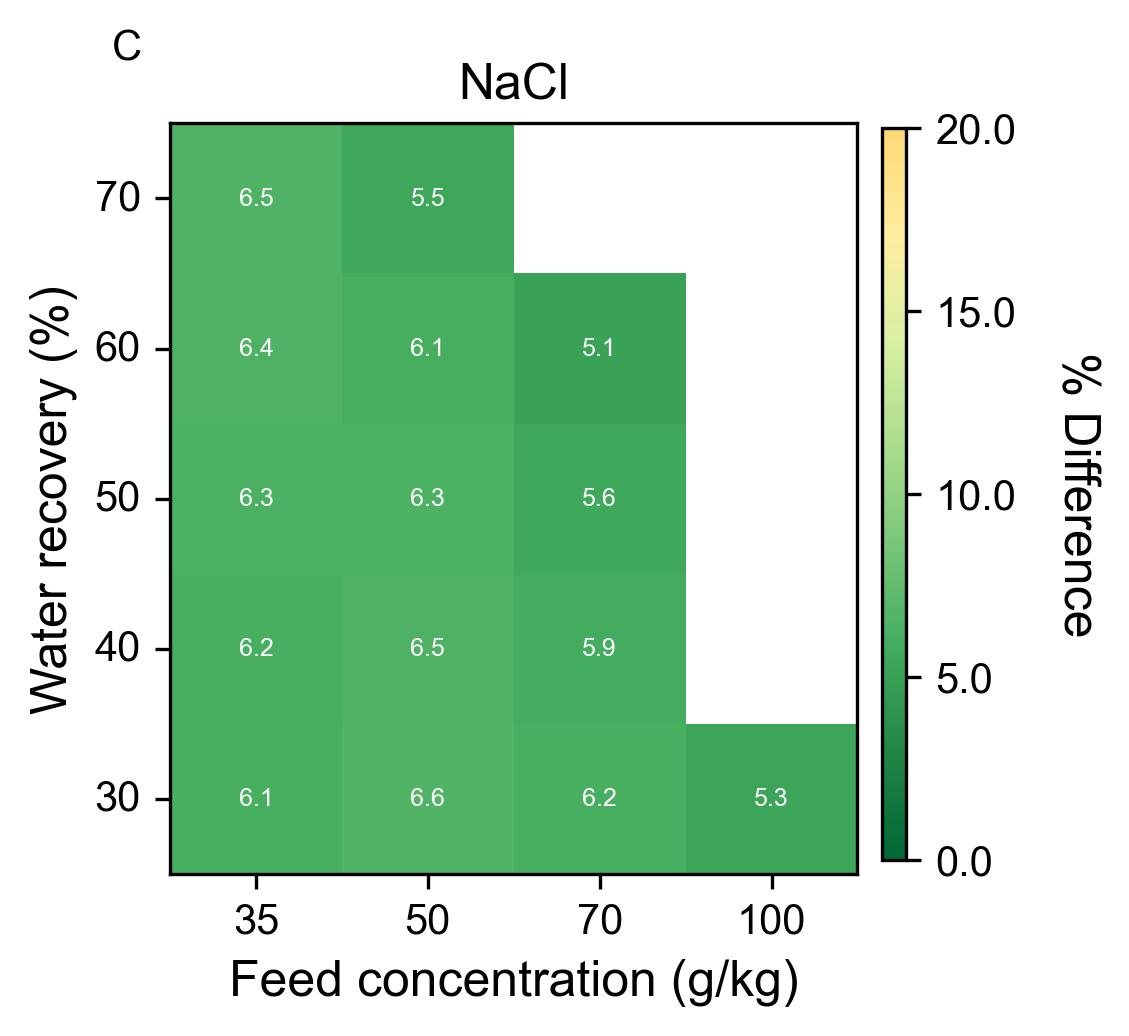 C
NaCl
70 6.5 5.5
60 6.4 6.1 5.1
50 6.3 6.3 5.6
40 6.2 6.5 5.9
30 6.1 6.6 6.2 5.3
35 50 70 100
Feed concentration (g/kg)
Water recovery (%)
20.0
15.0
10.0
5.0
0.0
% Difference